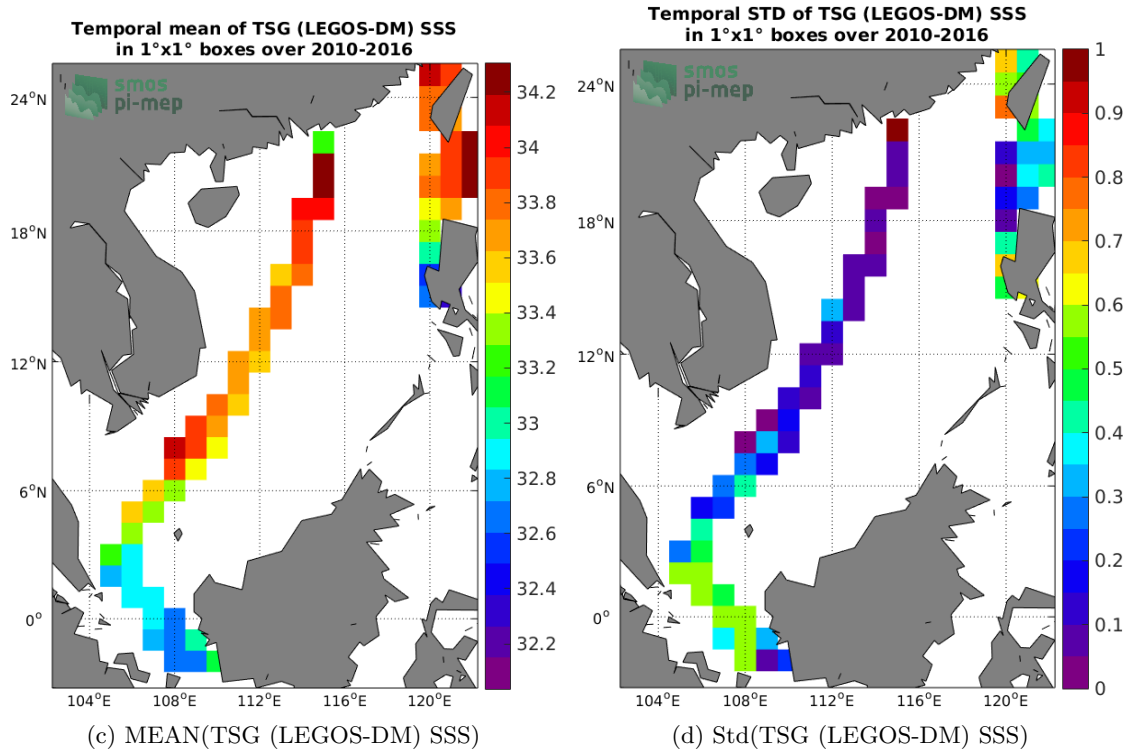 Temporal mean of TSG (LEGOS-DM) SSS
in 1°x1° boxes over 2010-2016
smos
pi-mep
24°N
18°N
12°N
6°N
0°
104°E
108°E
112°E
116°E
120°E
34.2
34
33.8
33.6
33.4
33.2
33
32.8
32.6
32.4
32.2
(c) MEAN(TSG (LEGOS-DM) SSS)
Temporal STD of TSG (LEGOS-DM) SSS
in 1°x1° boxes over 2010-2016
smos
pi-mep
24°N
18°N
12°N
6°N
0°
104°E
108°E
112°E
116°E
120°E
1
0.9
0.8
0.7
0.6
0.5
0.4
0.3
0.2
0.1
0
(d) Std(TSG (LEGOS-DM) SSS)